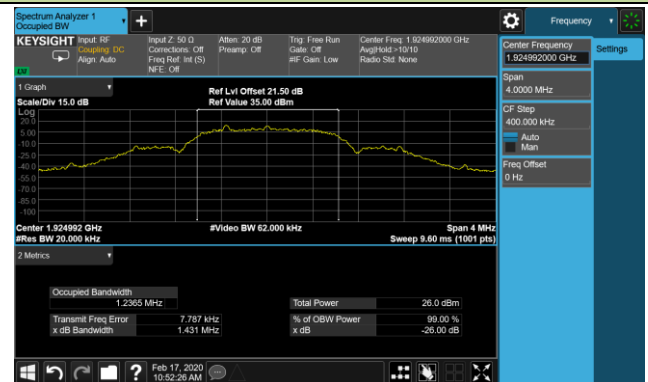 Spectrum Analyzer 1
Occupied BW
Frequency
KEYSIGHT Input: RF
Coupling: DC
Align: Auto
Input Z: 50 Ω
Corrections: Off
Freq Ref: Int (S)
NFE: Off
Atten: 20 dB
Preamp: Off
Trig: Free Run
Gate: Off
#IF Gain: Low
Center Freq: 1.924992000 GHz
Avg|Hold:>10/10
Radio Std: None
Center Frequency
1.924992000 GHz
Settings
Span
4.0000 MHz
CF Step
400.000 kHz
Auto
Man
Freq Offset
0 Hz
1 Graph
Scale/Div 15.0 dB
Ref Lvl Offset 21.50 dB
Ref Value 35.00 dBm
Log
20.0
5.00
-10.0
-25.0
-40.0
-55.0
-70.0
-85.0
-100
Center 1.924992 GHz
#Res BW 20.000 kHz
#Video BW 62.000 kHz
Span 4 MHz
Sweep 9.60 ms (1001 pts)
2 Metrics
Occupied Bandwidth
1.2365 MHz
Total Power 26.0 dBm
Transmit Freq Error 7.787 kHz
% of OBW Power 99.00 %
x dB Bandwidth 1.431 MHz
x dB -26.00 dB
Feb 17, 2020
10:52:26 AM